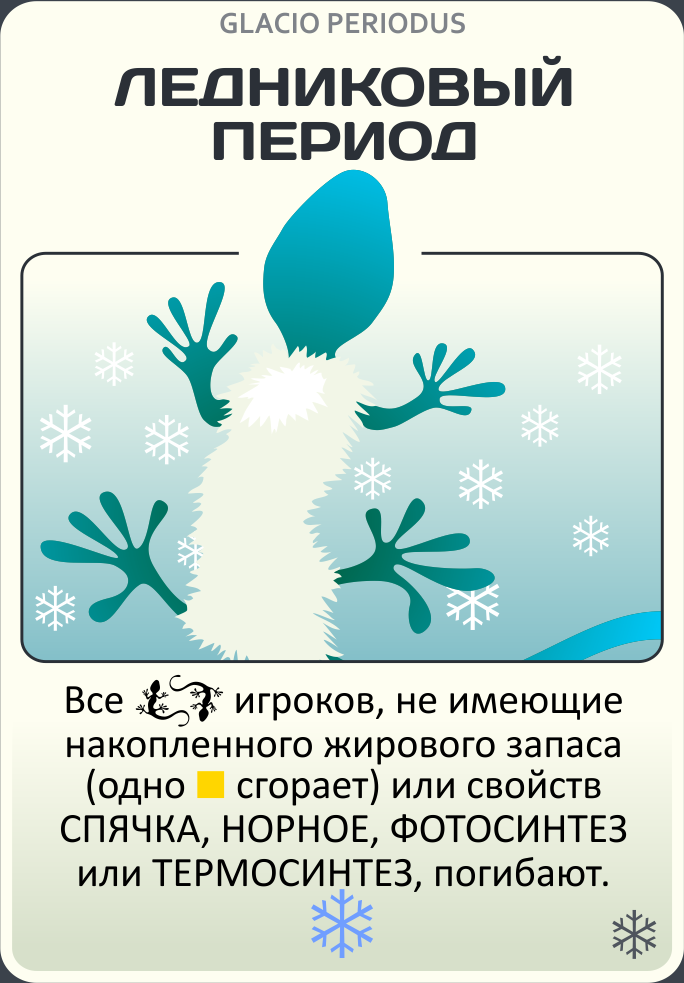 GLACIO PERIODUS
ЛЕДНИКОВЫЙ
ПЕРИОД
Все игроков, не имеющие
накопленного жирового запаса
(одно сгорает) или свойств
СПЯЧКА, НОРНОЕ, ФОТОСИНТЕЗ
или ТЕРМОСИНТЕЗ, погибают.